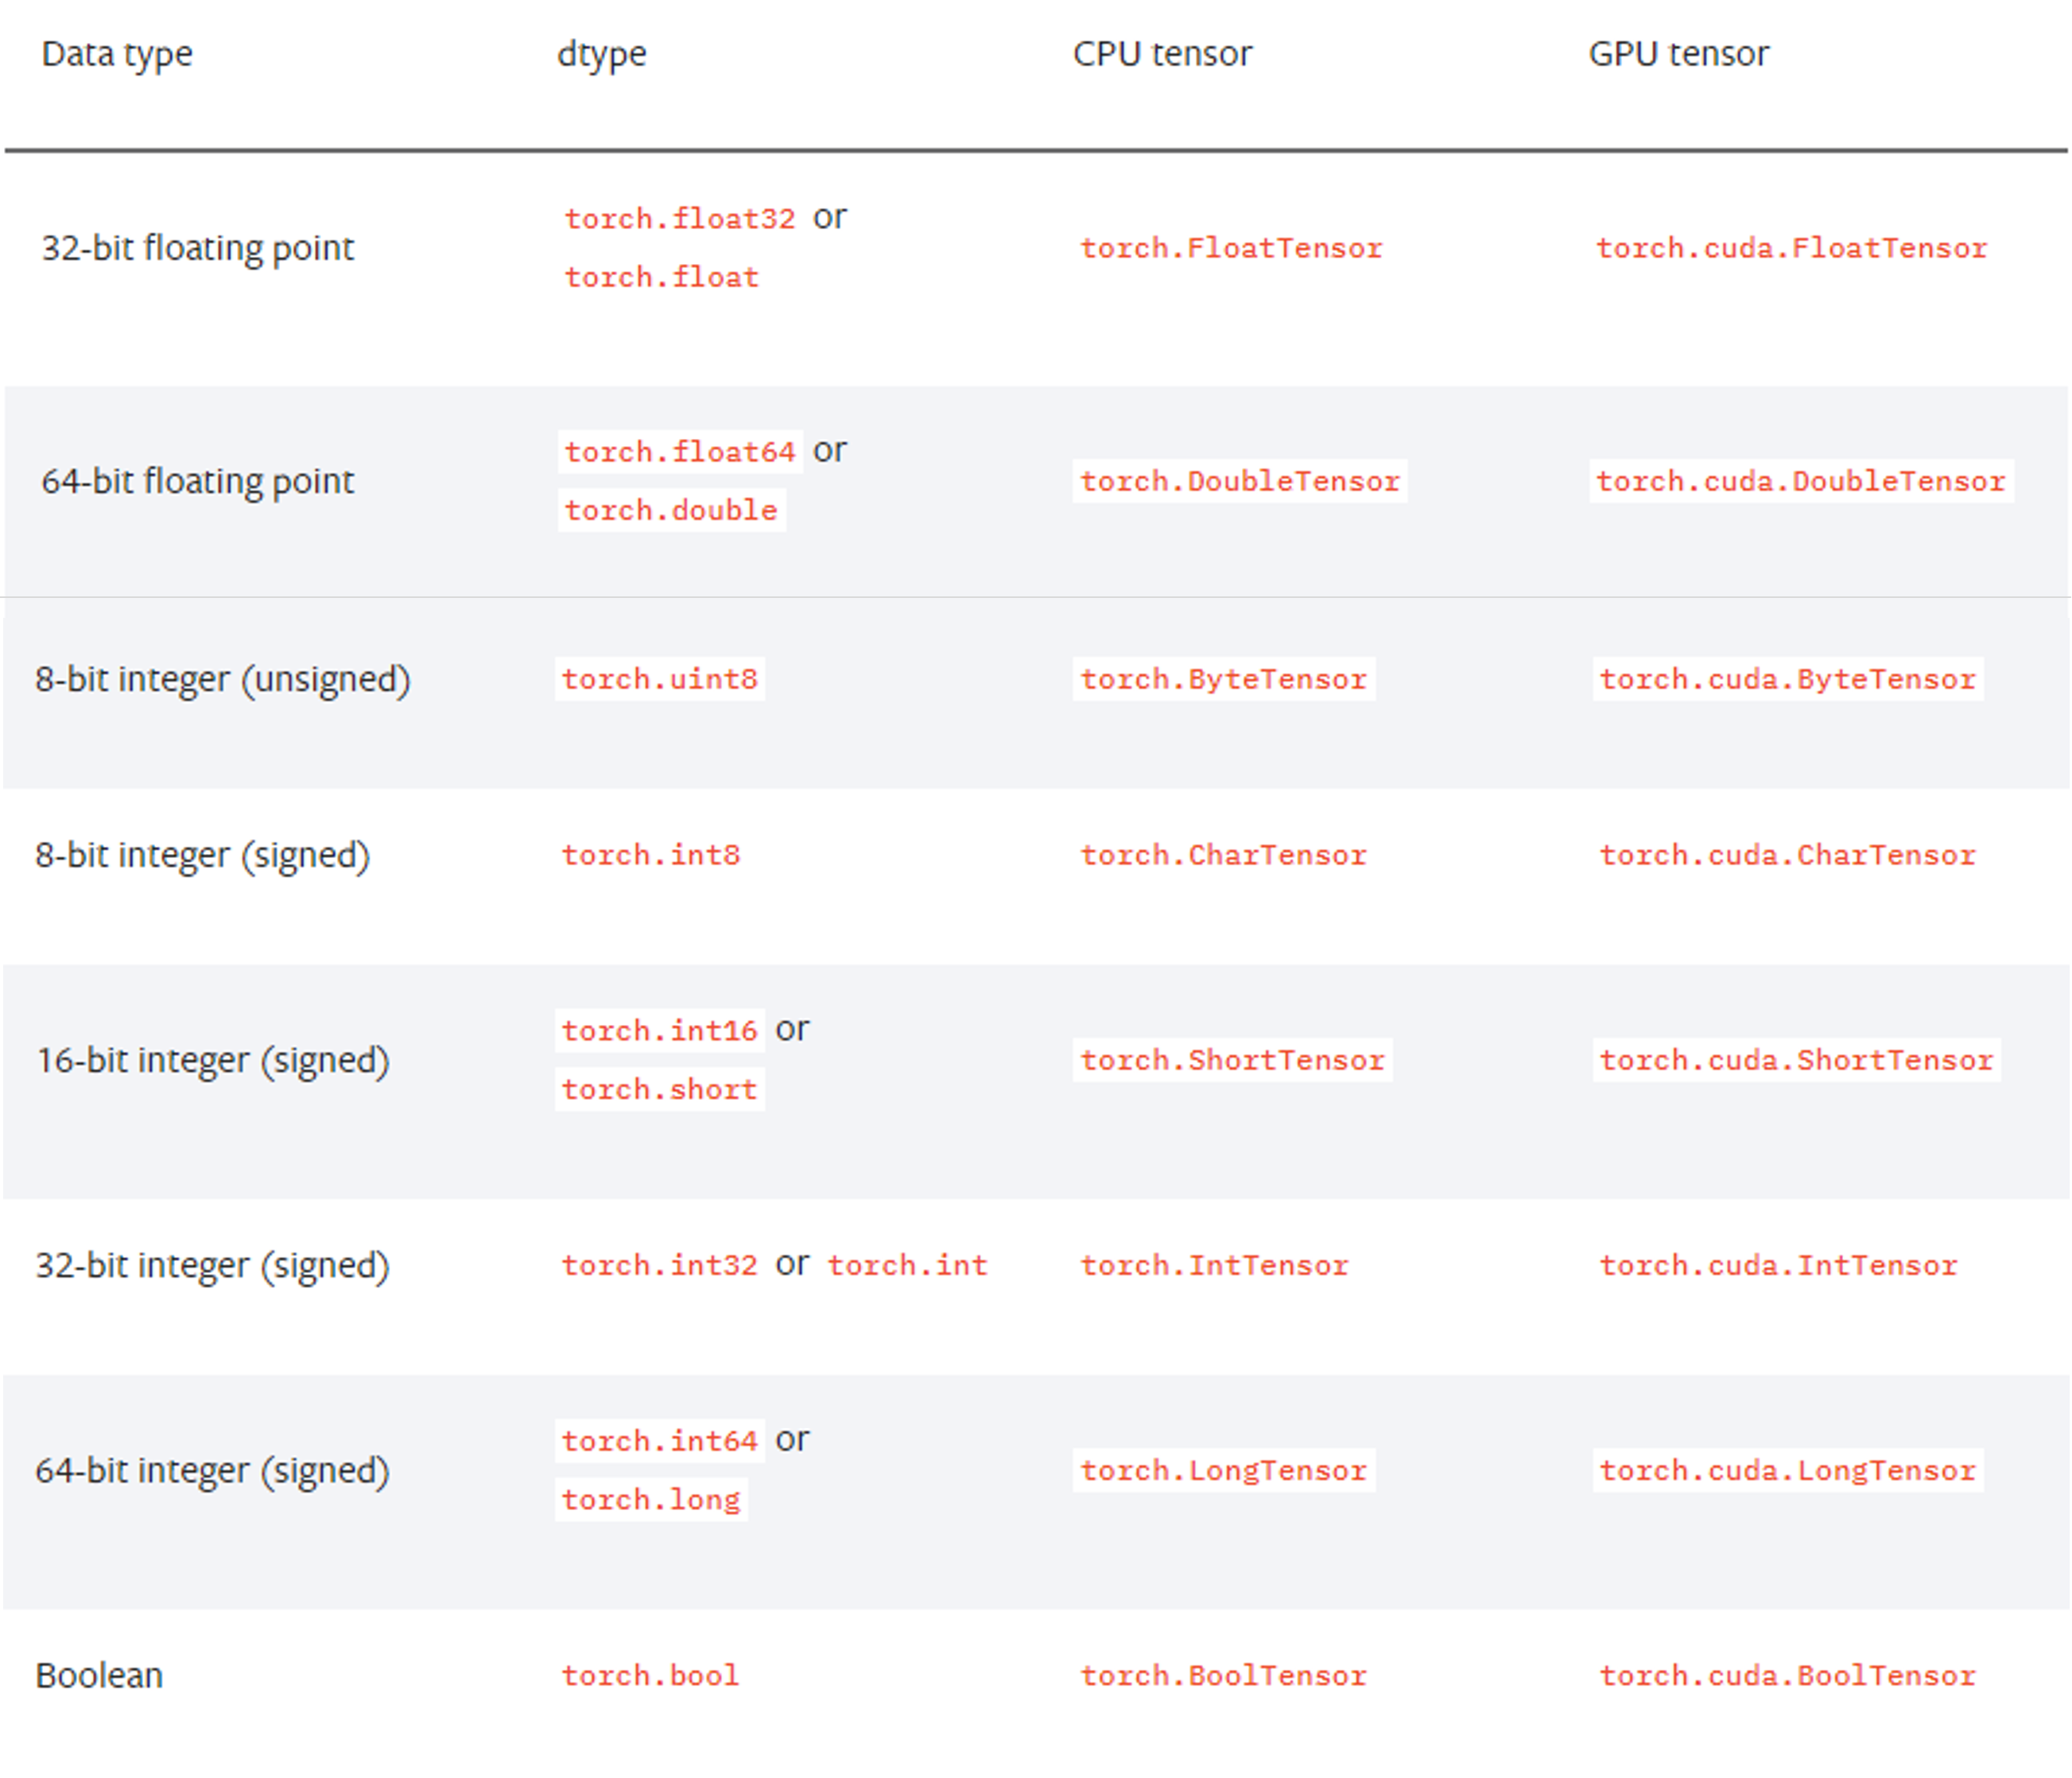 Data type dtype CPU tensor GPU tensor
torch.float32 or
32-bit floating point torch.FloatTensor torch.cuda.FloatTensor
torch.float
torch.float64 or
64-bit floating point torch.DoubleTensor torch.cuda.DoubleTensor
torch.double
8-bit integer (unsigned) torch.uint8 torch.ByteTensor torch.cuda.ByteTensor
8-bit integer (signed) torch.int8 torch.CharTensor torch.cuda.CharTensor
torch.int16 or
16-bit integer (signed) torch.ShortTensor torch.cuda.ShortTensor
torch.short
32-bit integer (signed) torch.int32 or torch.int torch.IntTensor torch.cuda.IntTensor
torch.int64 or
64-bit integer (signed) torch.LongTensor torch.cuda.LongTensor
torch.long
Boolean torch.bool torch.BoolTensor torch.cuda.BoolTensor